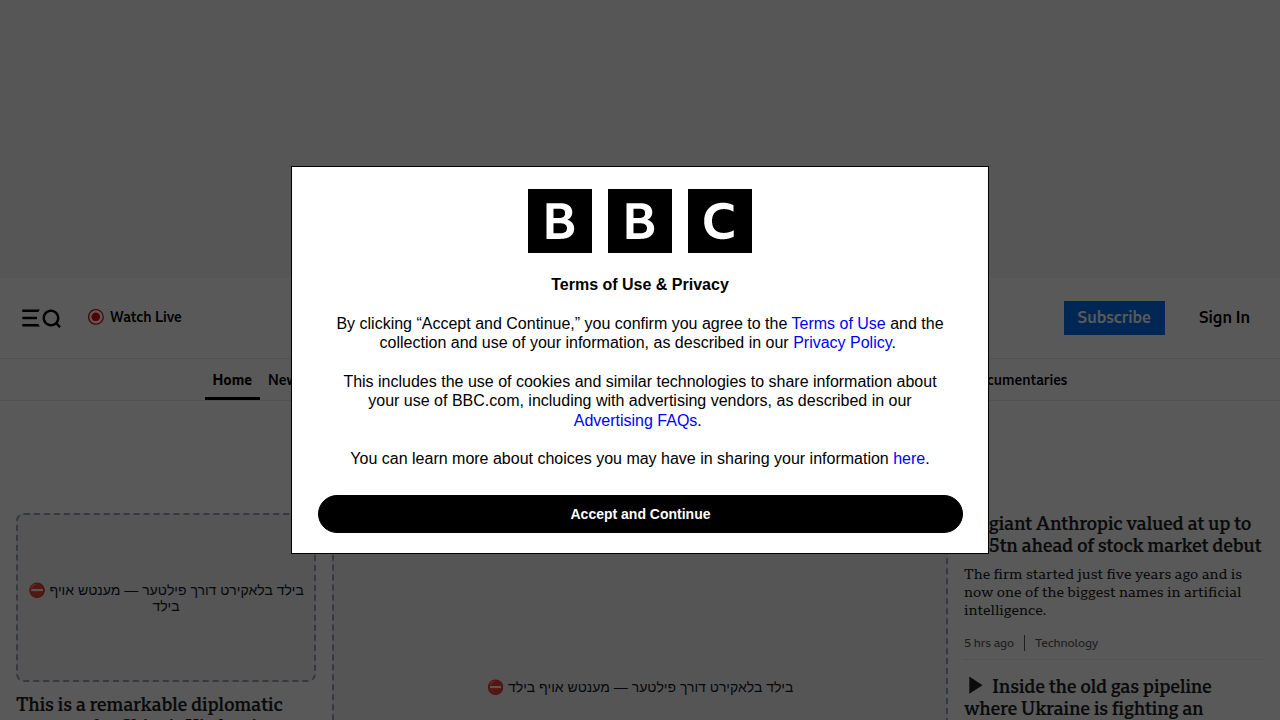 BBC
Terms of Use & Privacy
By clicking “Accept and Continue,” you confirm you agree to the Terms of Use and the
collection and use of your information, as described in our Privacy Policy.
This includes the use of cookies and similar technologies to share information about
your use of BBC.com, including with advertising vendors, as described in our
Advertising FAQs.
You can learn more about choices you may have in sharing your information here.
Accept and Continue
Watch Live
Subscribe
Sign In
Home
בילד בלאקירט דורך פילטער — מענטש אויף
בילד
This is a remarkable diplomatic
בילד בלאקירט דורך פילטער — מענטש אויף בילד
giant Anthropic valued at up to
ahead of stock market debut
The firm started just five years ago and is
now one of the biggest names in artificial
intelligence.
5 hrs ago
Technology
Inside the old gas pipeline
where Ukraine is fighting an